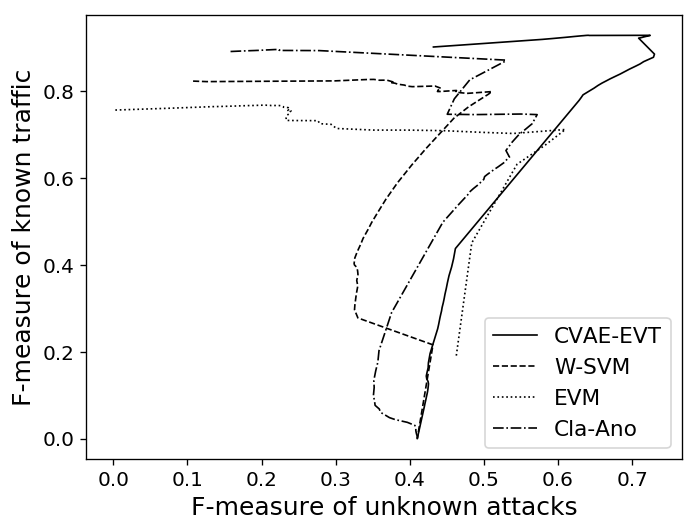 F-measure of known traffic
0.8
0.6
0.4
0.2
0.0
CVAE-EVT
W-SVM
EVM
Cla-Ano
0.0 0.1 0.2 0.3 0.4 0.5 0.6 0.7
F-measure of unknown attacks